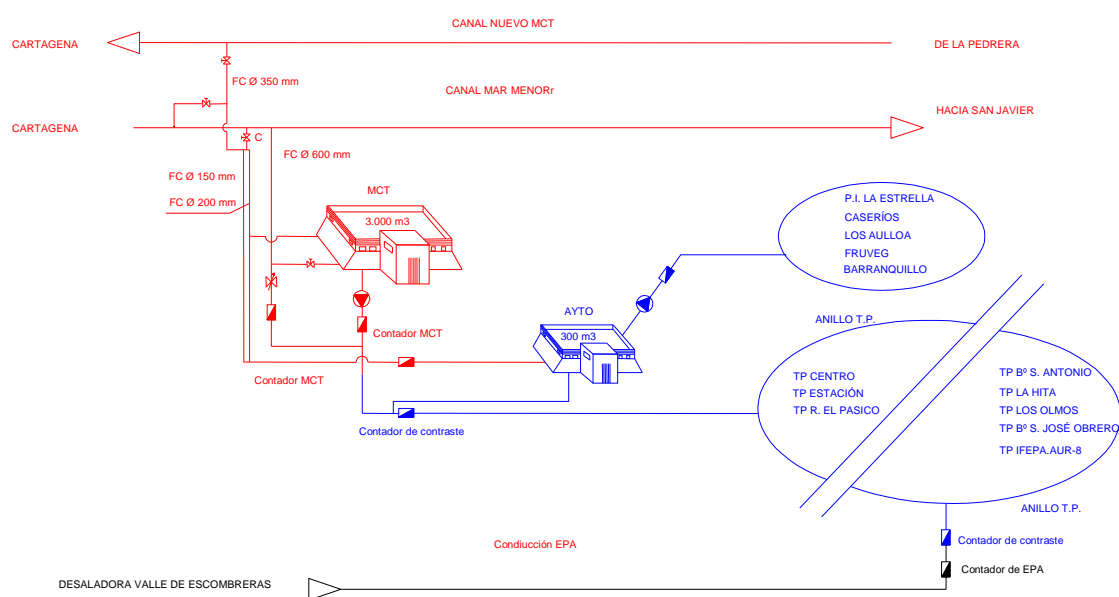 CANAL NUEVO MCT
CARTAGENA
DE LA PEDRERA
FC Ø 350 mm
CANAL MAR MENORr
HACIA SAN JAVIER
CARTAGENA
C
FC Ø 600 mm
FC Ø 150 mm
FC Ø 200 mm
MCT
3.000 m3
P.I. LA ESTRELLA
CASERÍOS
LOS AULLOA
FRUVEG
BARRANQUILLO
AYTO
300 m3
ANILLO T.P.
Contador MCT
Contador MCT
TP CENTRO
TP ESTACIÓN
TP R. EL PASICO
TP Bº S. ANTONIO
TP LA HITA
TP LOS OLMOS
TP Bº S. JOSÉ OBRERO
TP IFEPA.AUR-8
Contador de contraste
ANILLO T.P.
Condiucción EPA
Contador de contraste
Contador de EPA
DESALADORA VALLE DE ESCOMBRERAS